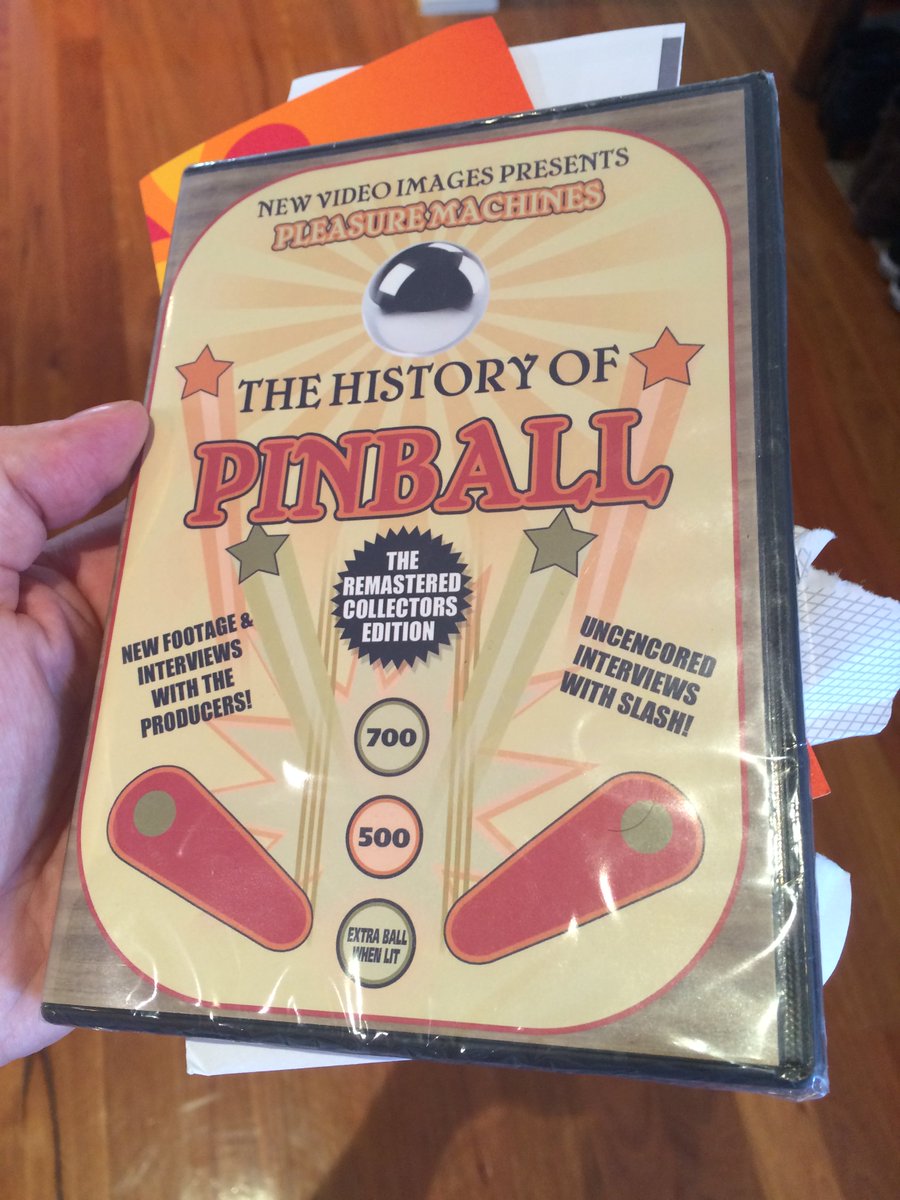 NEW VIDEO IMAGES PRESENTS
PLEASURE MACHINES
THE HISTORY OF
PINBALL
THE
REMASTERED
COLLECTORS
EDITION
NEW FOOTAGE &
INTERVIEWS
WITH THE
PRODUCERS!
UNCENCORED
INTERVIEWS
WITH SLASH!
700
500
EXTRA BALL
WHEN LIT